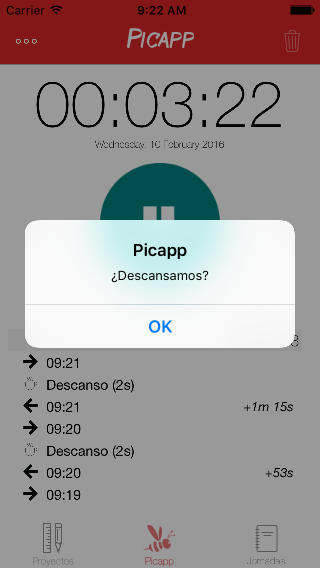 Carrier 9:22 AM
Picapp
00:03:22
Wednesday, 10 February 2016
Picapp
¿Descansamos?
OK
09:21
Descanso (2s)
09:21 +1m 15s
09:20
Descanso (2s)
09:20 +53s
09:19
Proyectos Picapp Jornadas